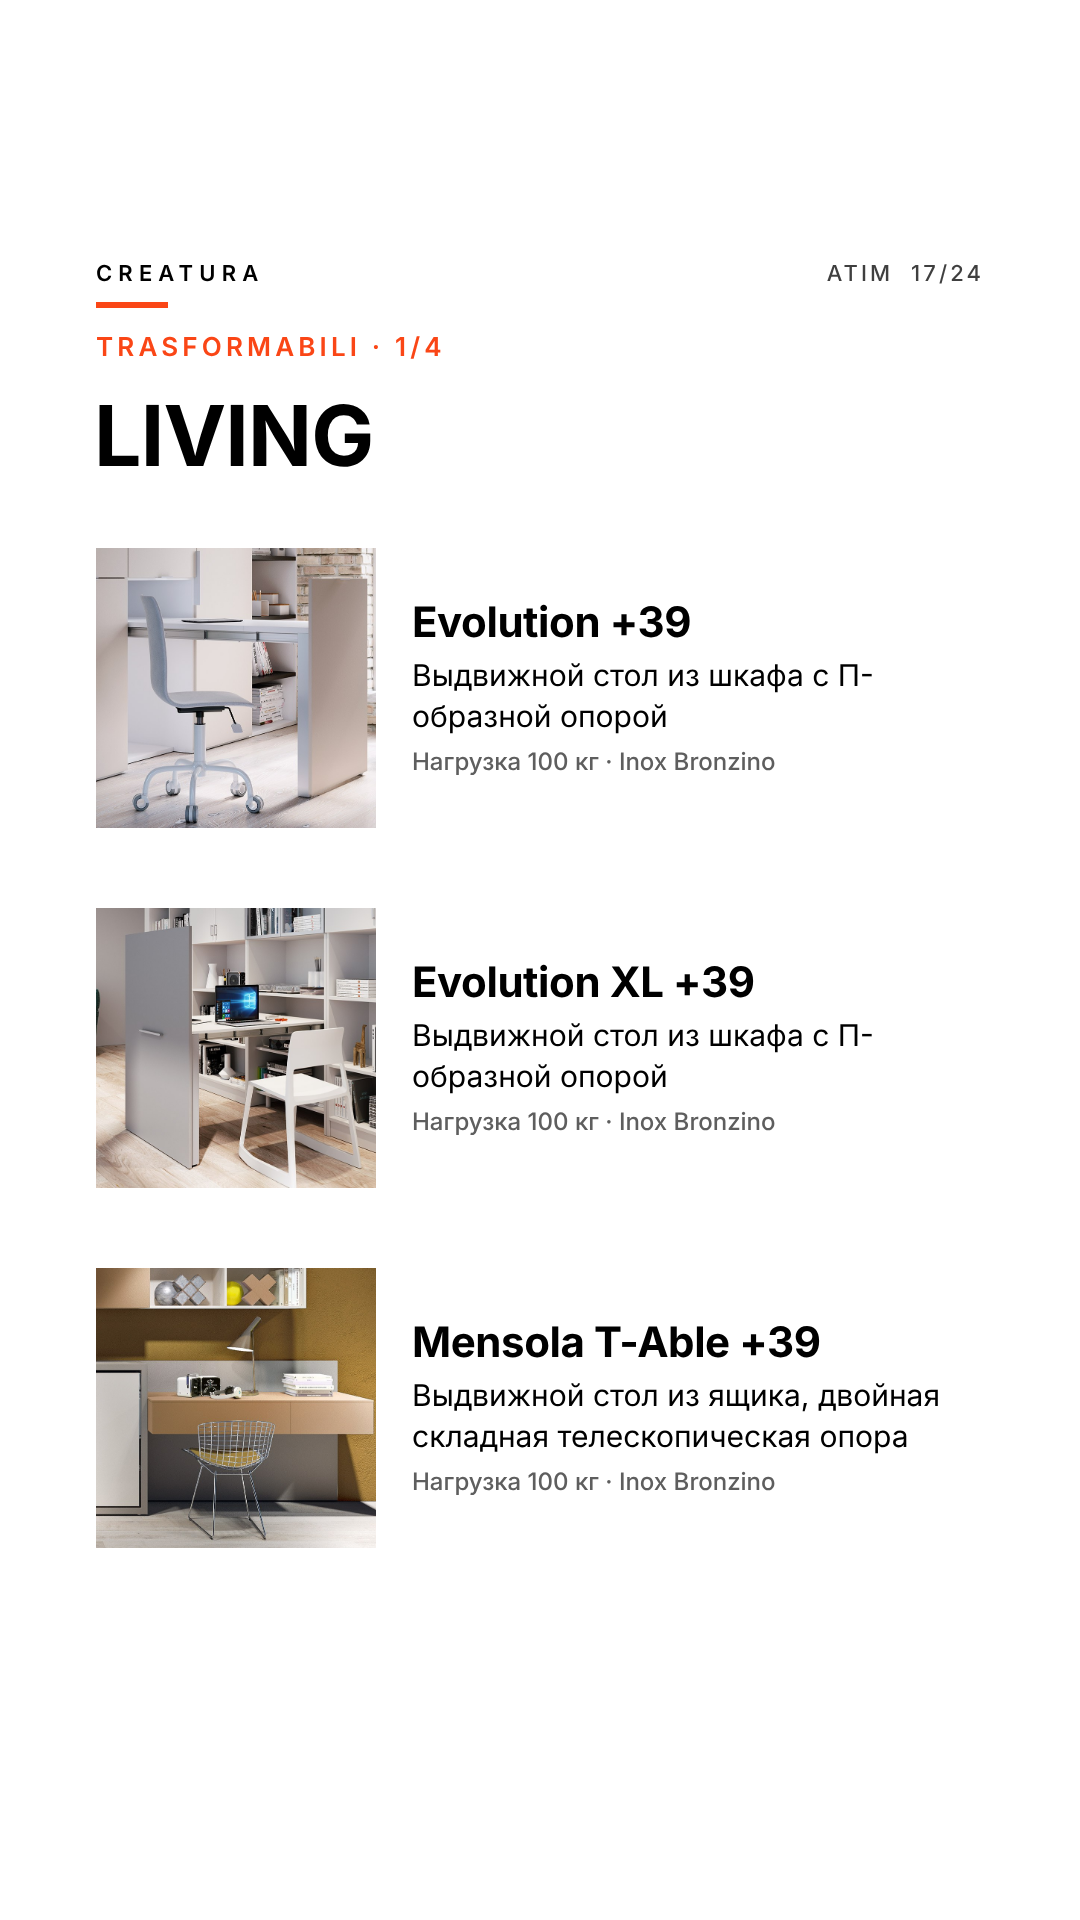 CREATURA
ATIM 17/24
TRASFORMABILI · 1/4
LIVING
Evolution +39
Выдвижной стол из шкафа с П-
образной опорой
Нагрузка 100 кг · Inox Bronzino
Evolution XL +39
Выдвижной стол из шкафа с П-
образной опорой
Нагрузка 100 кг · Inox Bronzino
Mensola T-Able +39
Выдвижной стол из ящика, двойная
складная телескопическая опора
Нагрузка 100 кг · Inox Bronzino